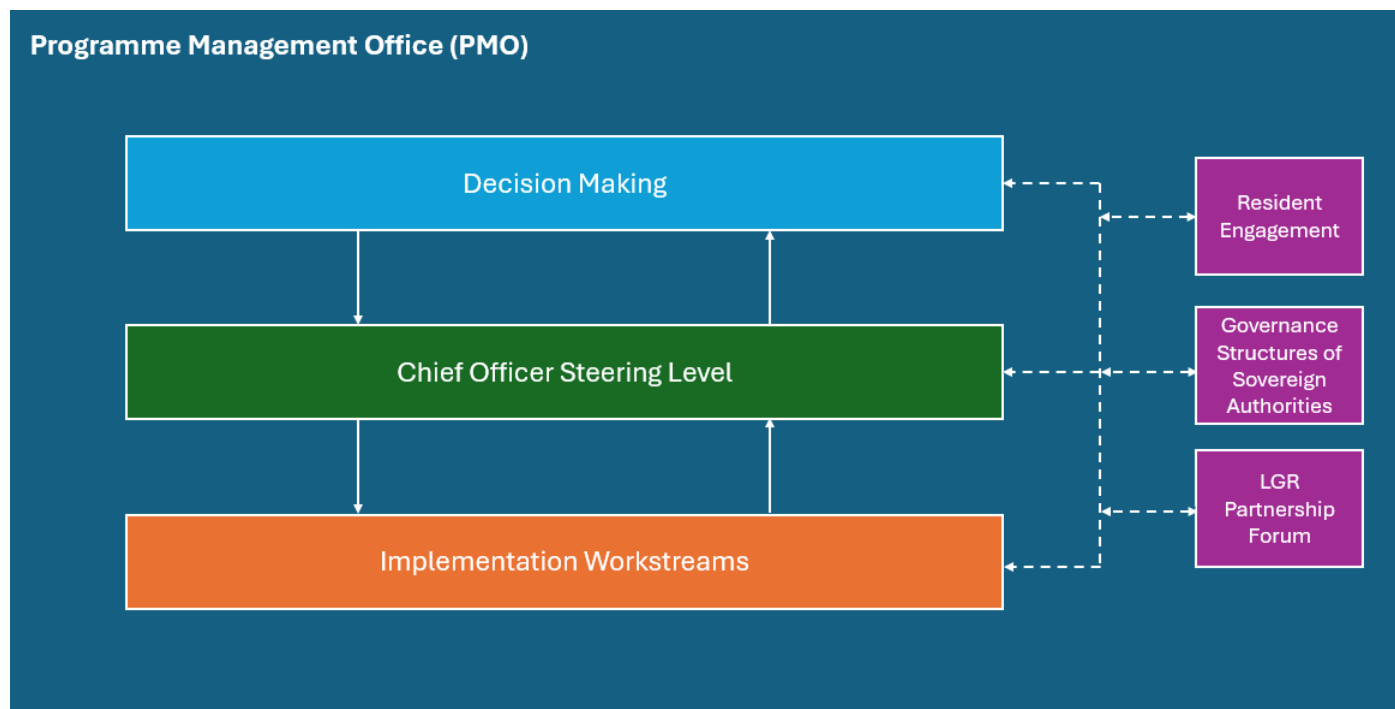 Programme Management Office (PMO)
Decision Making
Chief Officer Steering Level
Implementation Workstreams
Resident
Engagement
Governance
Structures of
Sovereign
Authorities
LGR
Partnership
Forum